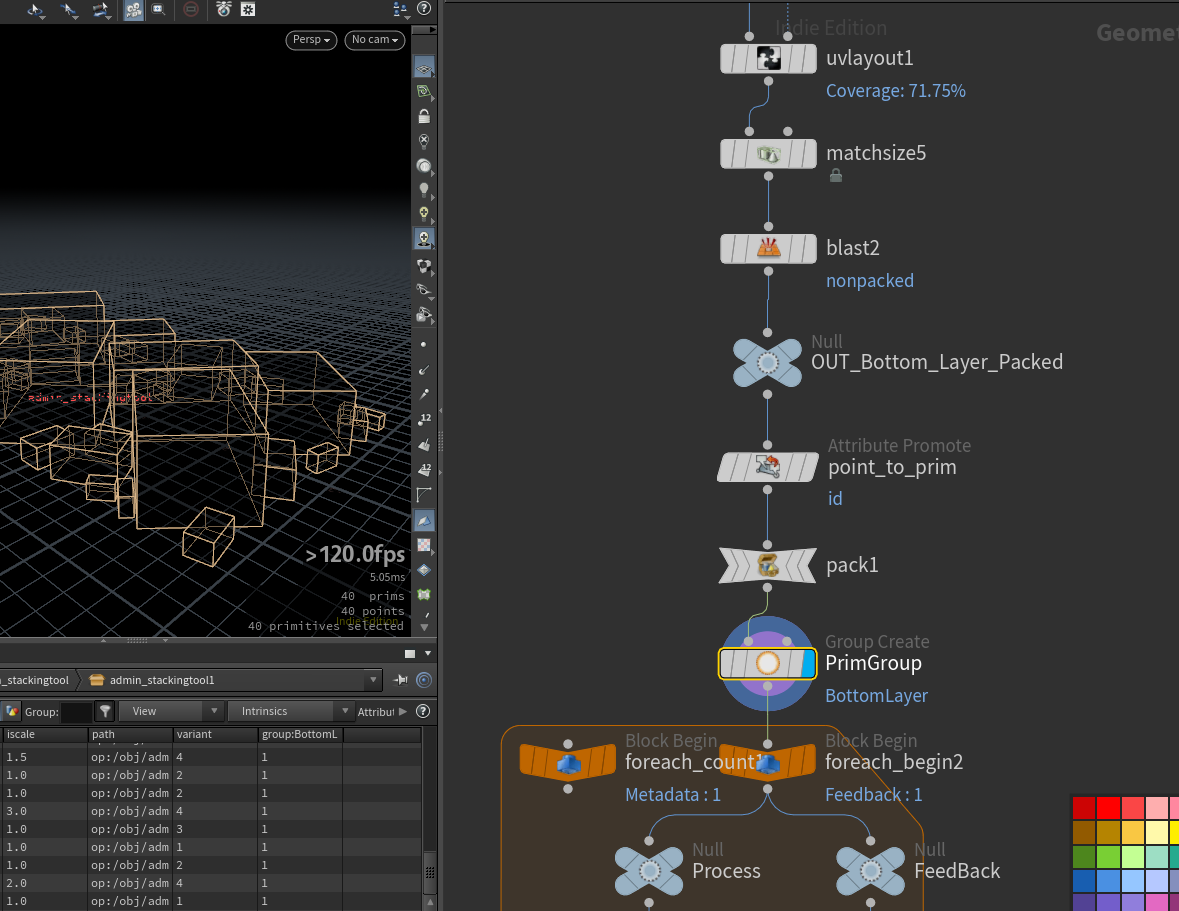 Persp
No cam
admin_stackingtool
>120.0fps
5.05ms
40 prims
40 points
Indie Edition
40 primitives selected
_stackingtool
admin_stackingtool1
Group:
View
Intrinsics
Attribut
iscale path variant group:BottomL
1.5 op:/obj/adm 4 1
1.0 op:/obj/adm 2 1
1.0 op:/obj/adm 2 1
3.0 op:/obj/adm 4 1
1.0 op:/obj/adm 3 1
1.0 op:/obj/adm 1 1
1.0 op:/obj/adm 2 1
2.0 op:/obj/adm 4 1
1.0 op:/obj/adm 1 1
12
12
Indie Edition
Geomet
uvlayout1
Coverage: 71.75%
matchsize5
blast2
nonpacked
Null
OUT_Bottom_Layer_Packed
Attribute Promote
point_to_prim
id
pack1
Group Create
PrimGroup
BottomLayer
Block Begin
foreach_count1
Metadata : 1
Block Begin
foreach_begin2
Feedback : 1
Null
Process
Null
FeedBack